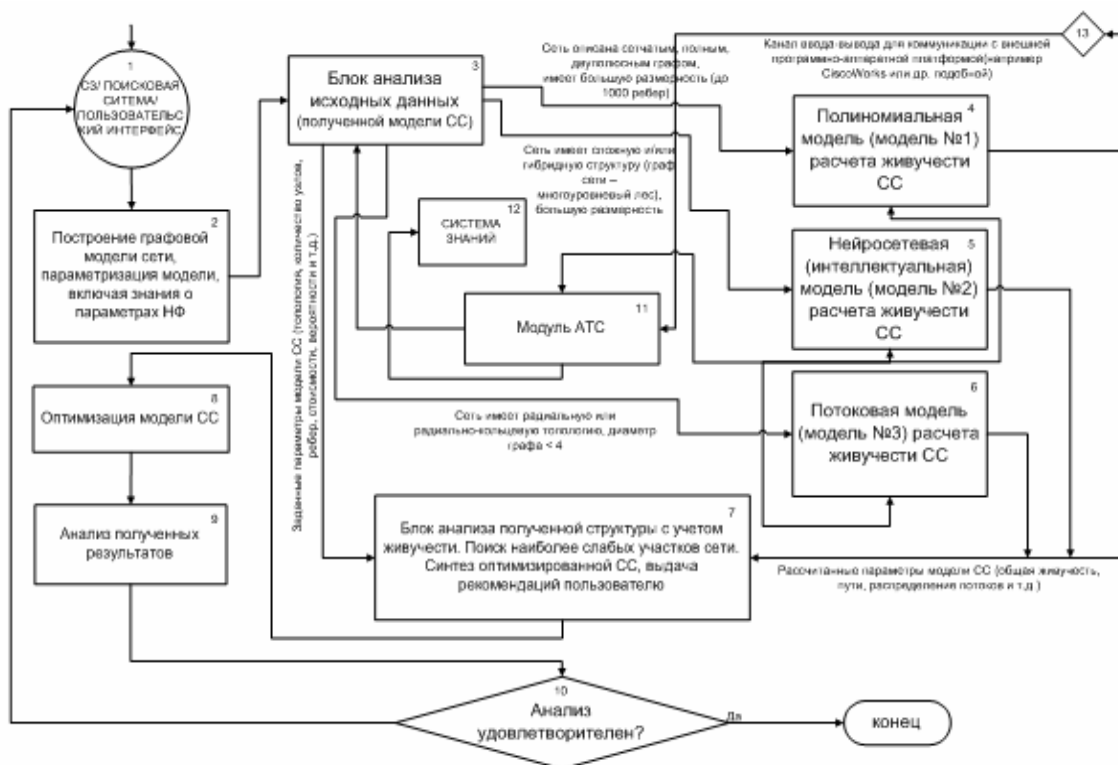 1
СЗ/ ПОИСКОВАЯ
СИТЕМА/
ПОЛЬЗОВАТЕЛЬС
КИЙ ИНТЕРФЕЙС
2
Построение графовой
модели сети,
параметризация модели,
включая знания о
параметрах НФ
3
Блок анализа
исходных данных
(полученной модели СС)
Сеть описана сетчатым, полным,
двуполюсным графом,
имеет большую размерность (до
1000 ребер)
13
Канал ввода-вывода для коммуникации с внешней
программно-аппаратной платформой(например
CiscoWorks или др. подобной)
4
Полиномиальная
модель (модель №1)
расчета живучести
СС
Сеть имеет сложную и/или
гибридную структуру (граф
сети –
многоуровневый лес),
большую размерность
12
СИСТЕМА
ЗНАНИЙ
5
Нейросетевая
(интеллектуальная)
модель (модель №2)
расчета живучести
СС
11
Модуль АТС
Заданные параметры модели СС (топология, количество узлов,
ребер, стоимости, вероятности и т.д.)
6
Потоковая модель
(модель №3) расчета
живучести СС
Сеть имеет радиальную или
радиально-кольцевую топологию, диаметр
графа < 4
8
Оптимизация модели СС
9
Анализ полученных
результатов
7
Блок анализа полученной структуры с учетом
живучести. Поиск наиболее слабых участков сети.
Синтез оптимизированной СС, выдача
рекомендаций пользователю
Рассчитанные параметры модели СС (общая живучесть,
пути, распределение потоков и т.д.)
10
Анализ
удовлетворителен?
Да
конец